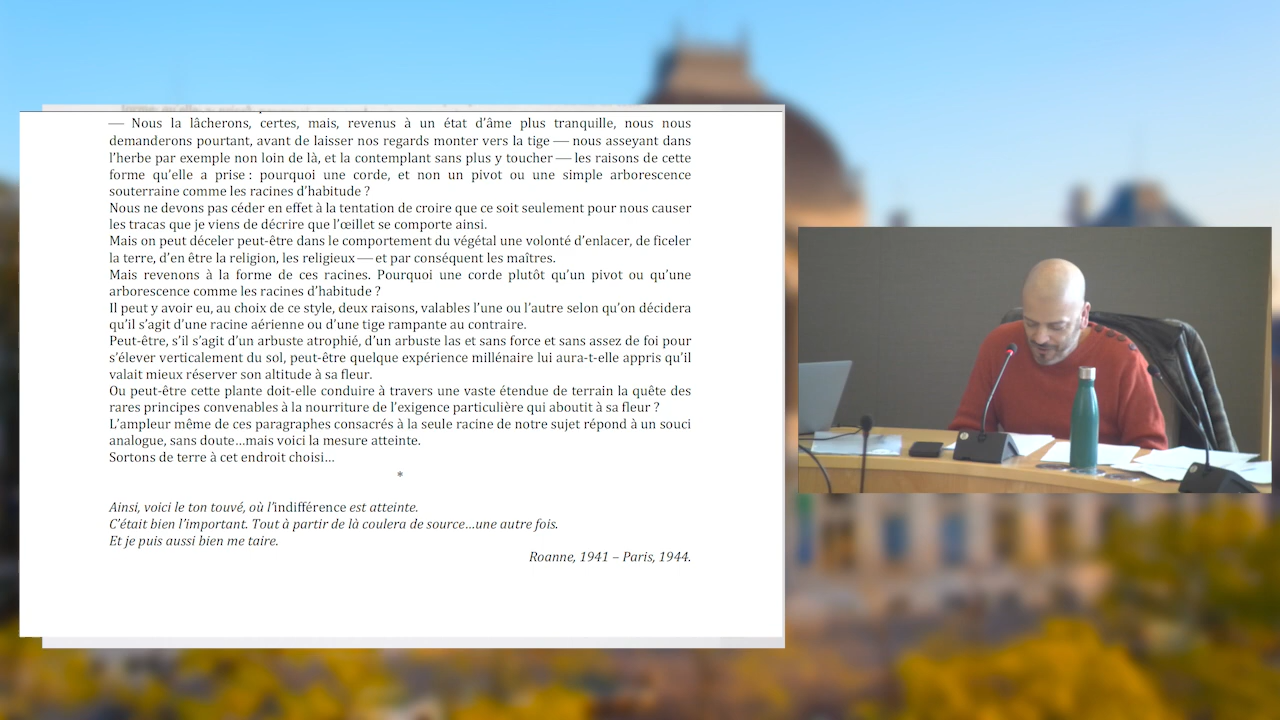 — Nous la lâcherons, certes, mais, revenus à un état d’âme plus tranquille, nous nous
demanderons pourtant, avant de laisser nos regards monter vers la tige — nous asseyant dans
l’herbe par exemple non loin de là, et la contemplant sans plus y toucher — les raisons de cette
forme qu’elle a prise : pourquoi une corde, et non un pivot ou une simple arborescence
souterraine comme les racines d’habitude ?
Nous ne devons pas céder en effet à la tentation de croire que ce soit seulement pour nous causer
les tracas que je viens de décrire que l’œillet se comporte ainsi.
Mais on peut déceler peut-être dans le comportement du végétal une volonté d’enlacer, de ficeler
la terre, d’en être la religion, les religieux — et par conséquent les maîtres.
Mais revenons à la forme de ces racines. Pourquoi une corde plutôt qu’un pivot ou qu’une
arborescence comme les racines d’habitude ?
Il peut y avoir eu, au choix de ce style, deux raisons, valables l’une ou l’autre selon qu’on décidera
qu’il s’agit d’une racine aérienne ou d’une tige rampante au contraire.
Peut-être, s’il s’agit d’un arbuste atrophié, d’un arbuste las et sans force et sans assez de foi pour
s’élever verticalement du sol, peut-être quelque expérience millénaire lui aura-t-elle appris qu’il
valait mieux réserver son altitude à sa fleur.
Ou peut-être cette plante doit-elle conduire à travers une vaste étendue de terrain la quête des
rares principes convenables à la nourriture de l’exigence particulière qui aboutit à sa fleur ?
L’ampleur même de ces paragraphes consacrés à la seule racine de notre sujet répond à un souci
analogue, sans doute…mais voici la mesure atteinte.
Sortons de terre à cet endroit choisi…
*
Ainsi, voici le ton touvé, où l’indifférence est atteinte.
C’était bien l’important. Tout à partir de là coulera de source…une autre fois.
Et je puis aussi bien me taire.
Roanne, 1941 – Paris, 1944.